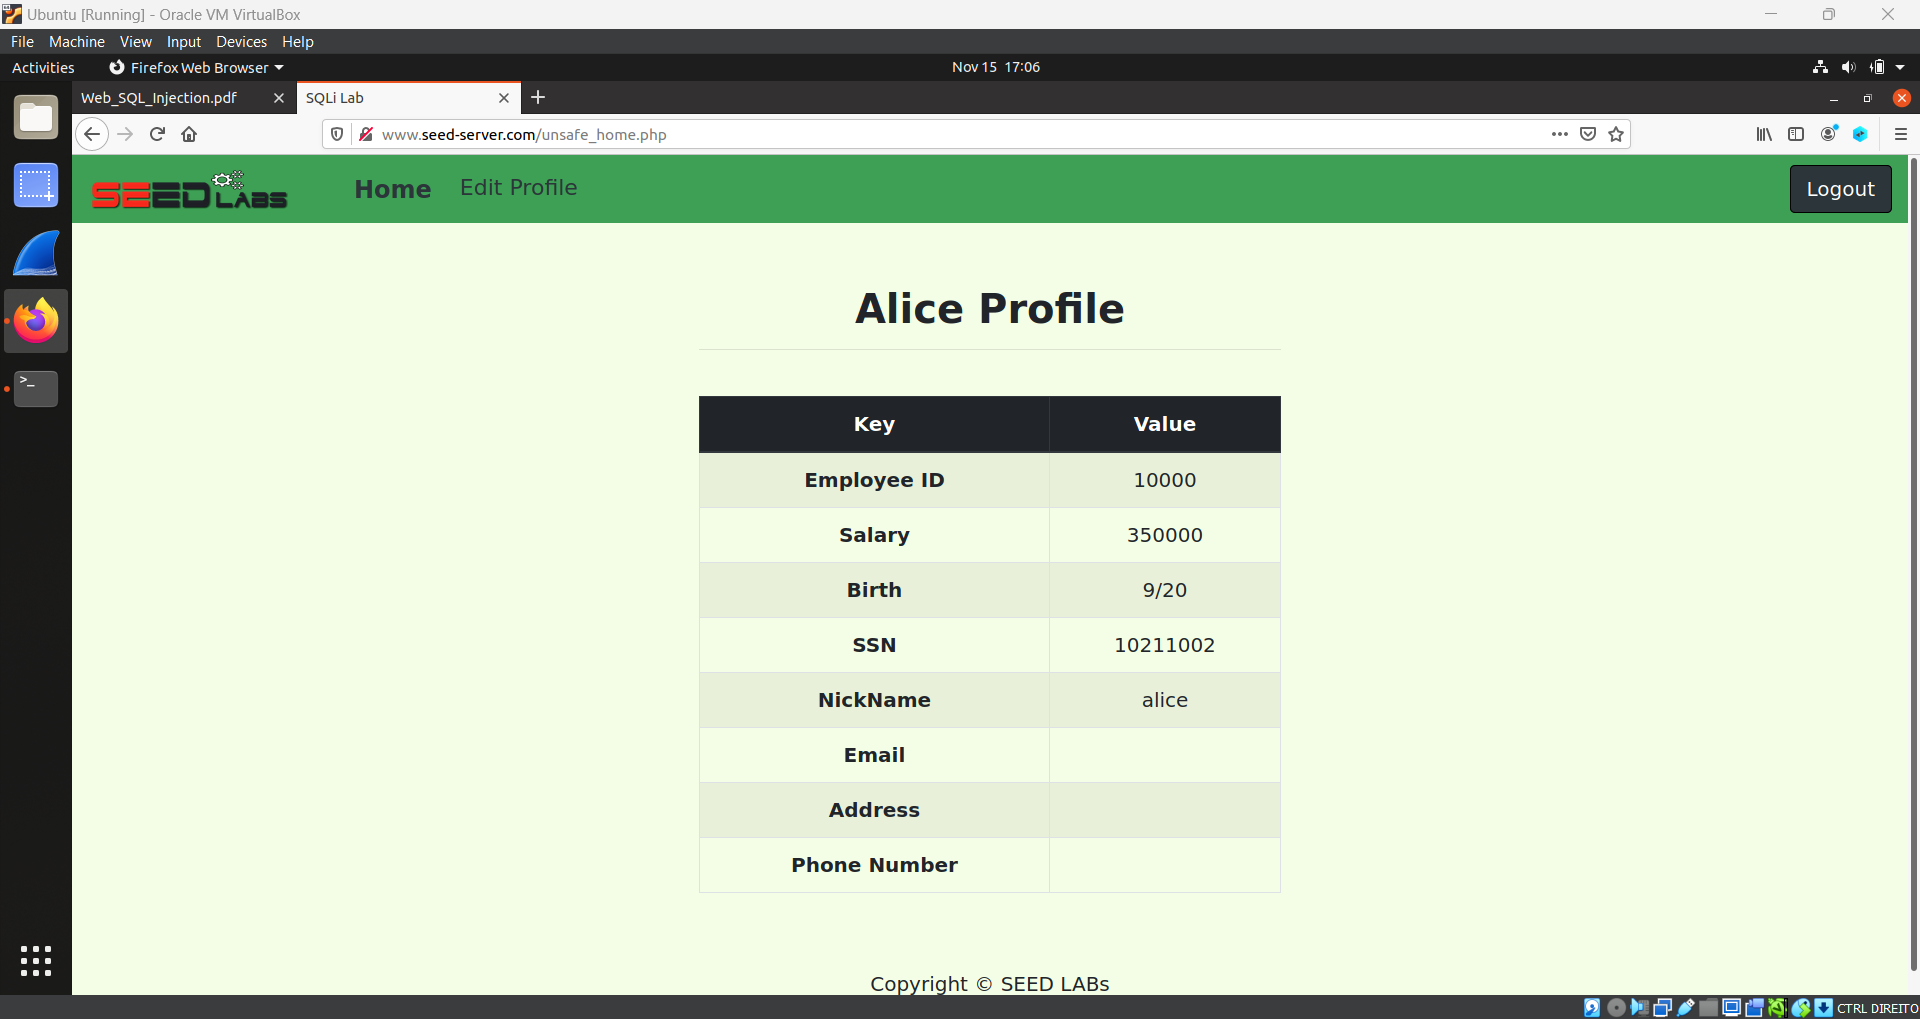 Ubuntu [Running] - Oracle VM VirtualBox
File Machine View Input Devices Help
Activities Firefox Web Browser Nov 15 17:06
Web_SQL_Injection.pdf SQLi Lab
www.seed-server.com/unsafe_home.php
SEED LABS Home Edit Profile Logout
Alice Profile
Key Value
Employee ID 10000
Salary 350000
Birth 9/20
SSN 10211002
NickName alice
Email
Address
Phone Number
Copyright © SEED LABs
CTRL DIREITO